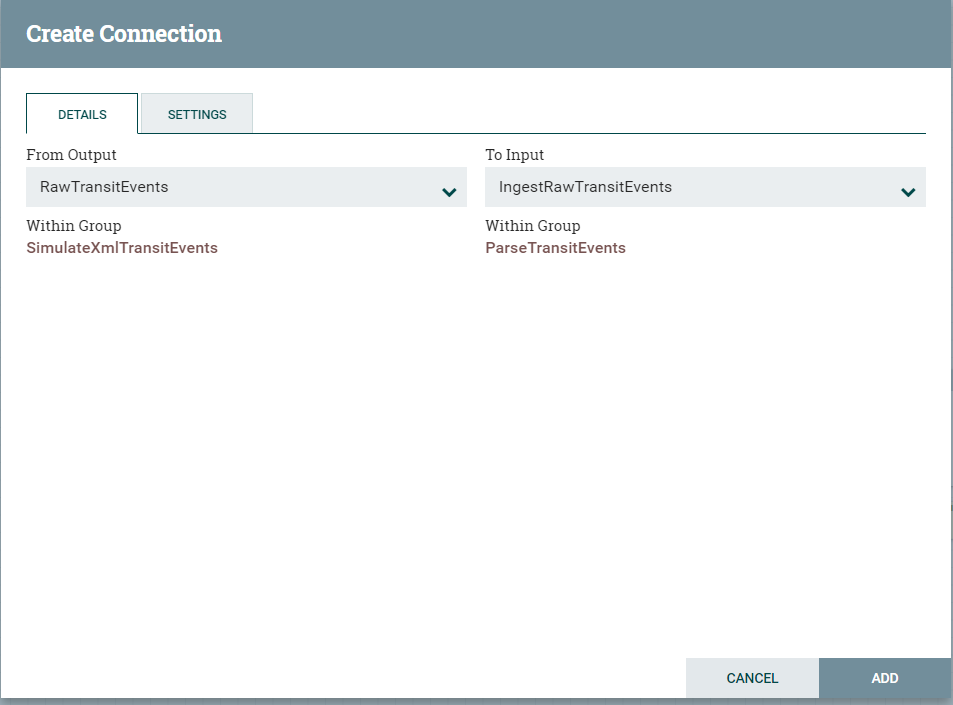 Create Connection
DETAILS
SETTINGS
From Output
RawTransitEvents
Within Group
SimulateXmlTransitEvents
To Input
IngestRawTransitEvents
Within Group
ParseTransitEvents
CANCEL
ADD